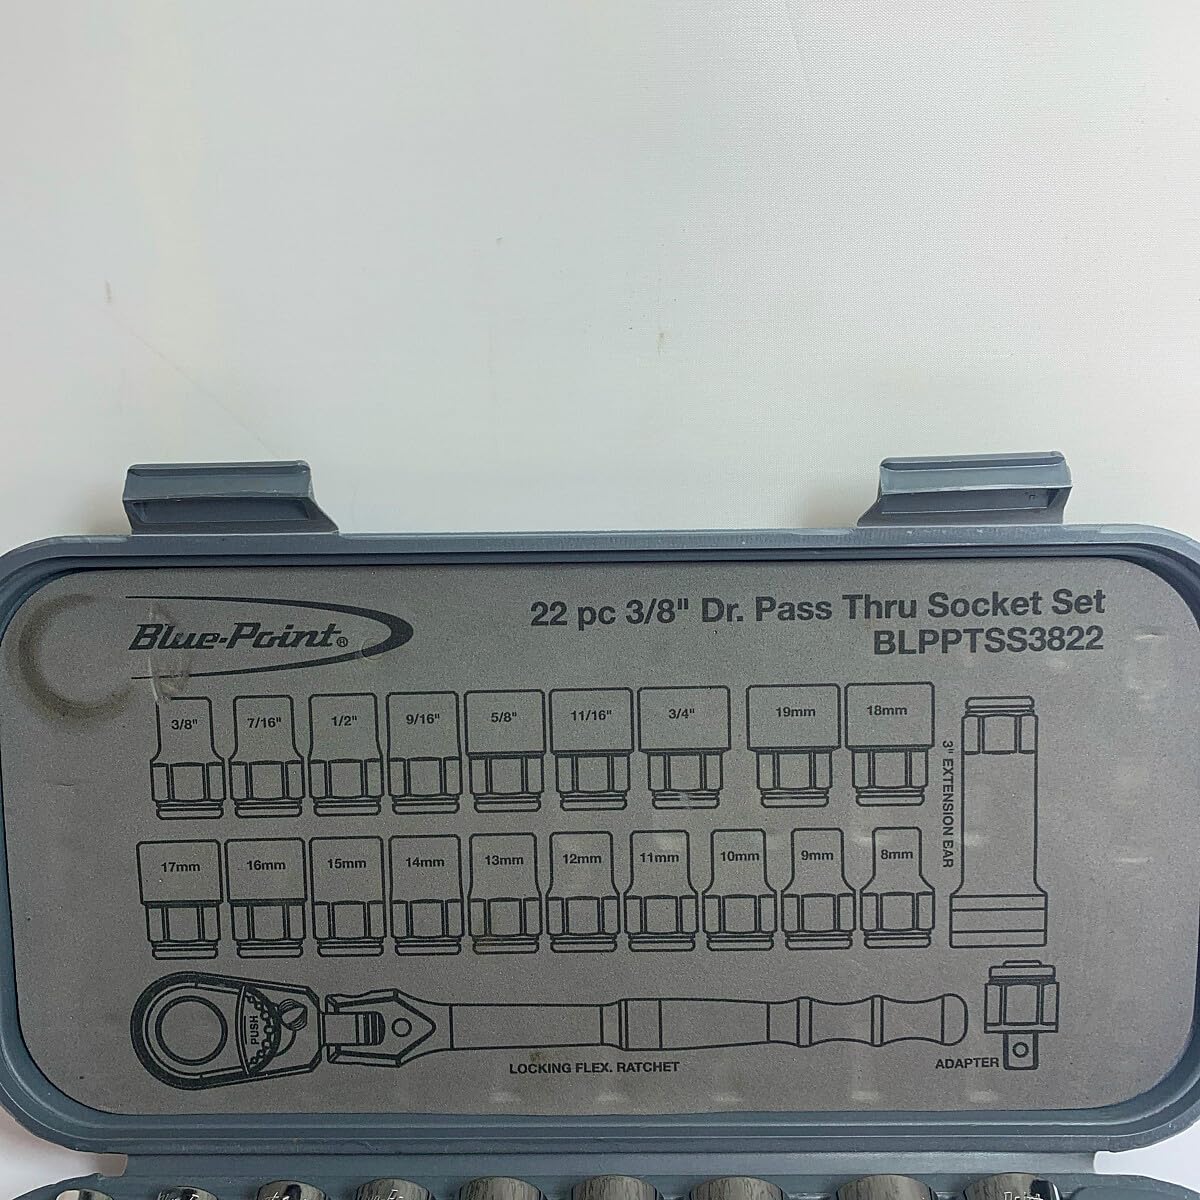 Blue-Point®
22 pc 3/8" Dr. Pass Thru Socket Set
BLPPTSS3822
3/8" 7/16" 1/2" 9/16" 5/8" 11/16" 3/4" 19mm 18mm
3" EXTENSION BAR
17mm 16mm 15mm 14mm 13mm 12mm 11mm 10mm 9mm 8mm
PUSH
LOCKING FLEX. RATCHET
ADAPTER